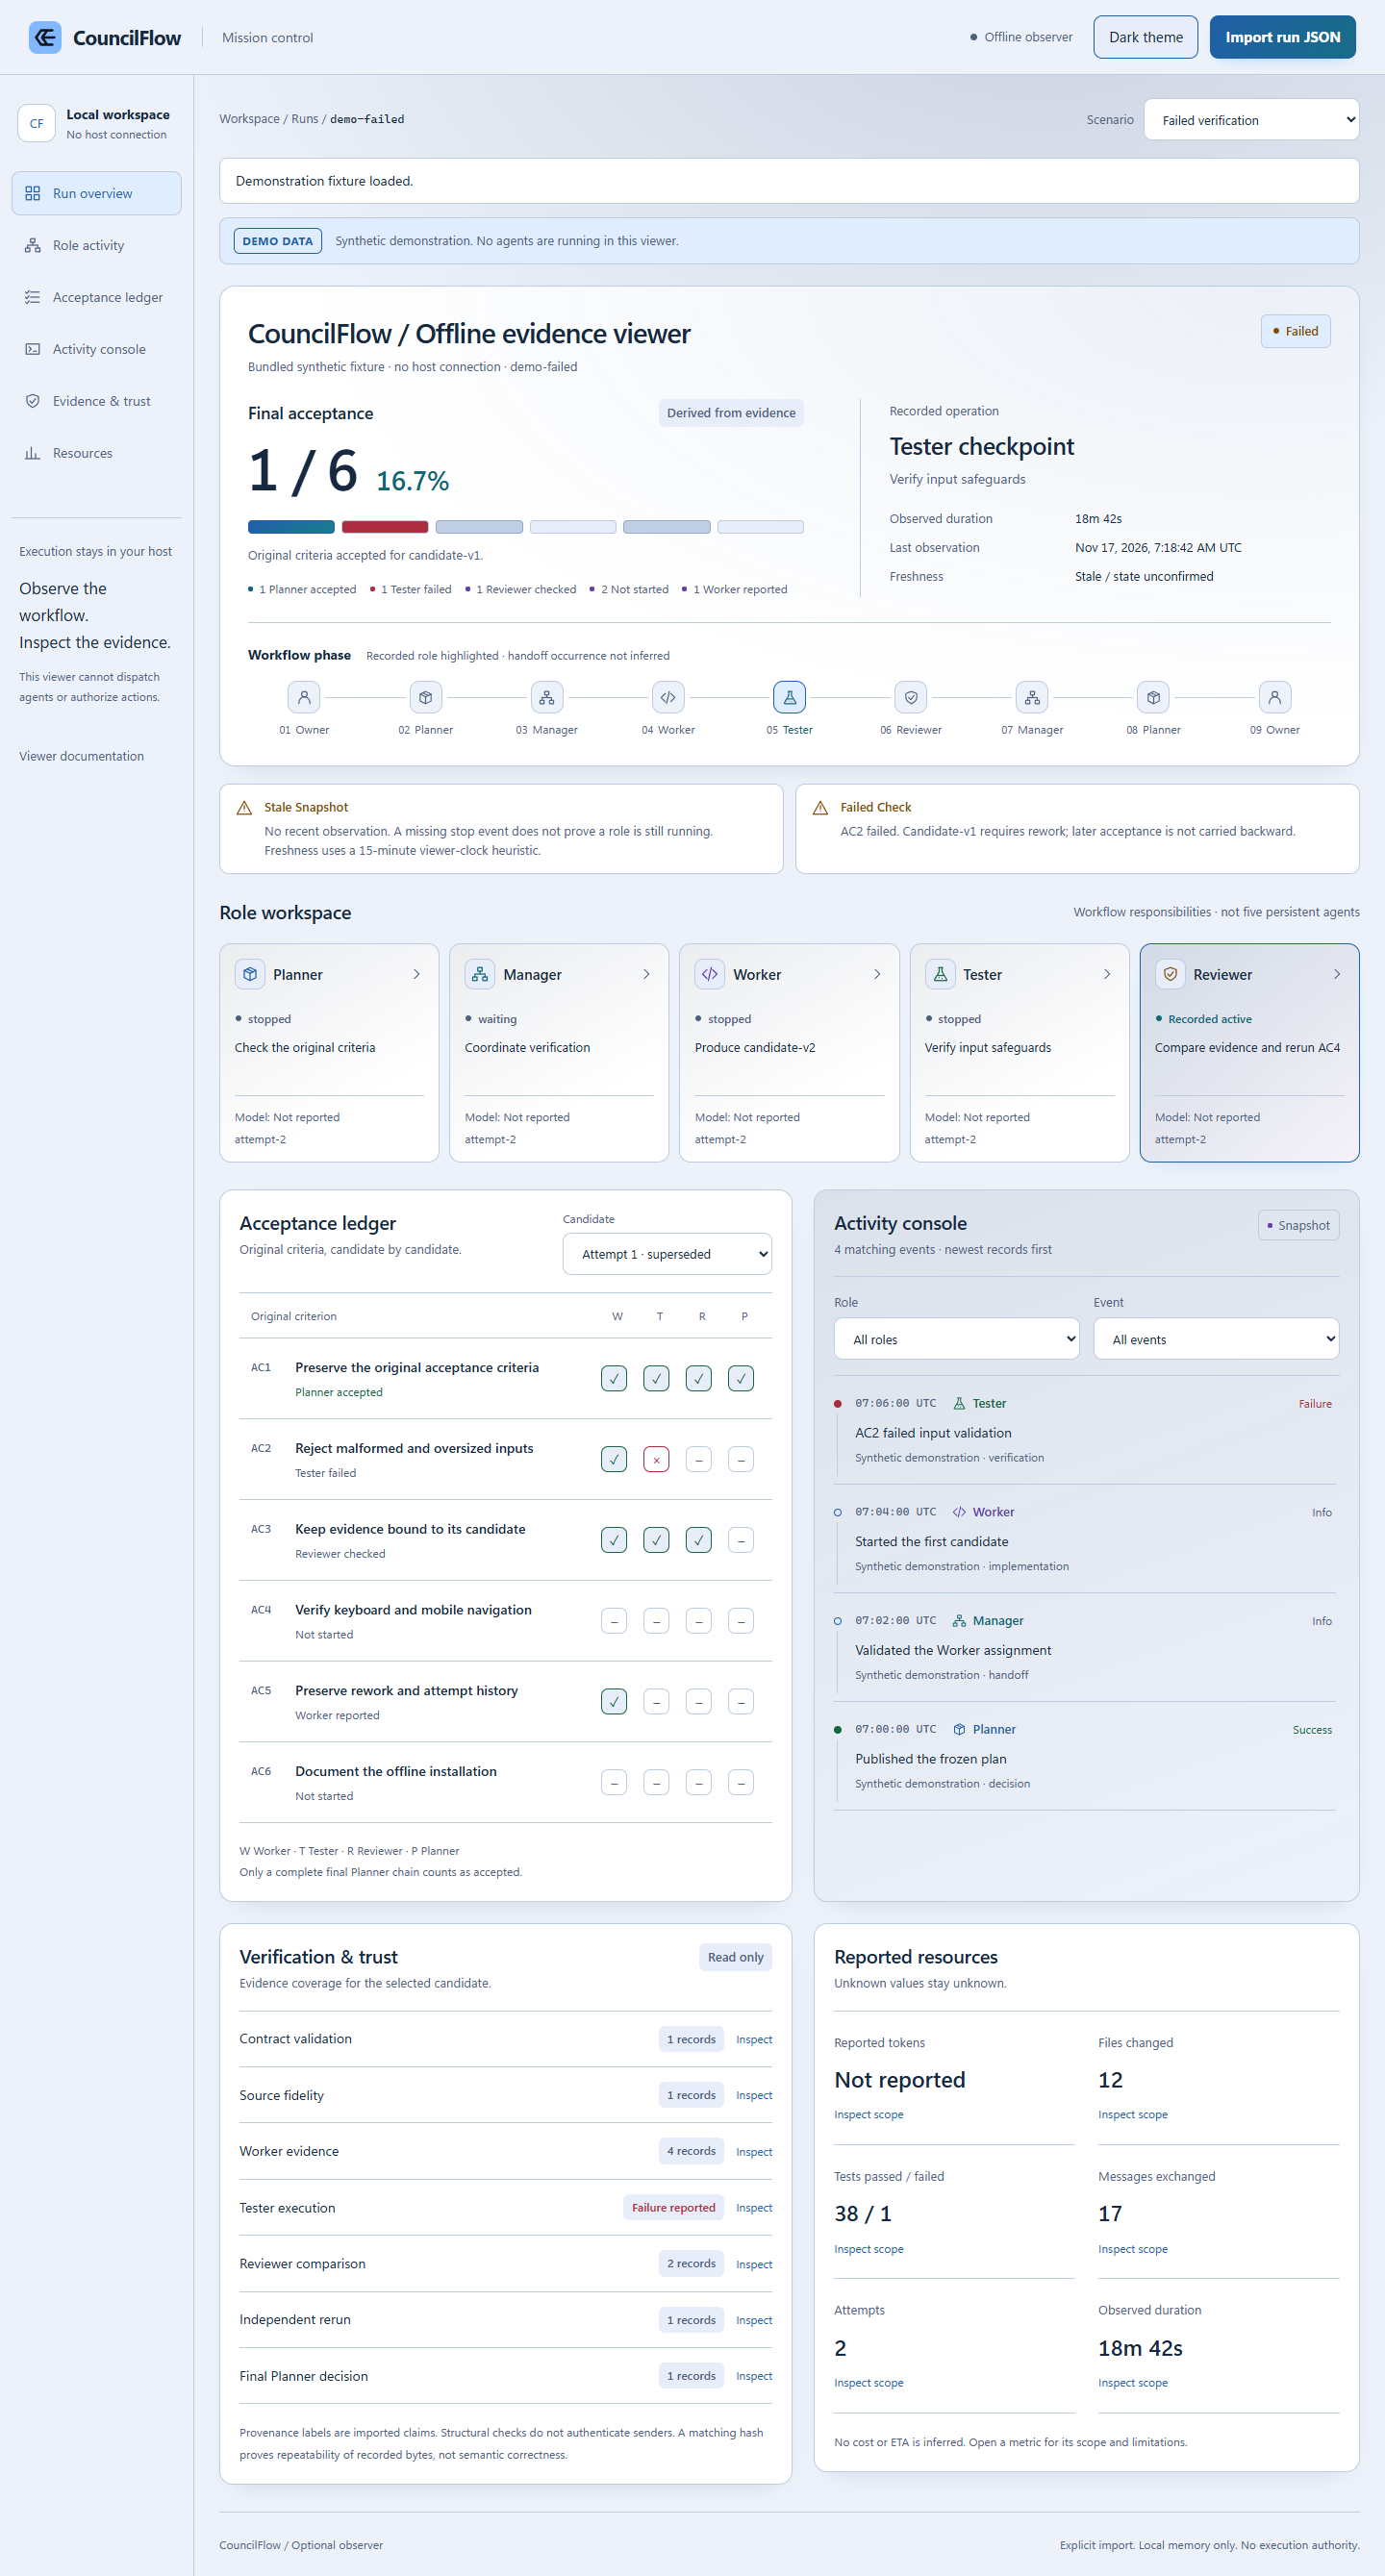 CouncilFlow
Mission control
Offline observer
Dark theme
Import run JSON
CF
Local workspace
No host connection
Run overview
Role activity
Acceptance ledger
Activity console
Evidence & trust
Resources
Execution stays in your host
Observe the
workflow.
Inspect the evidence.
This viewer cannot dispatch
agents or authorize actions.
Viewer documentation
Workspace / Runs / demo-failed
Scenario
Failed verification
Demonstration fixture loaded.
DEMO DATA
Synthetic demonstration. No agents are running in this viewer.
CouncilFlow / Offline evidence viewer
Failed
Bundled synthetic fixture · no host connection · demo-failed
Final acceptance
Derived from evidence
1 / 6 16.7%
Original criteria accepted for candidate-v1.
1 Planner accepted
1 Tester failed
1 Reviewer checked
2 Not started
1 Worker reported
Recorded operation
Tester checkpoint
Verify input safeguards
Observed duration
18m 42s
Last observation
Nov 17, 2026, 7:18:42 AM UTC
Freshness
Stale / state unconfirmed
Workflow phase
Recorded role highlighted · handoff occurrence not inferred
01 Owner
02 Planner
03 Manager
04 Worker
05 Tester
06 Reviewer
07 Manager
08 Planner
09 Owner
Stale Snapshot
No recent observation. A missing stop event does not prove a role is still running.
Freshness uses a 15-minute viewer-clock heuristic.
Failed Check
AC2 failed. Candidate-v1 requires rework; later acceptance is not carried backward.
Role workspace
Workflow responsibilities · not five persistent agents
Planner
stopped
Check the original criteria
Model: Not reported
attempt-2
Manager
waiting
Coordinate verification
Model: Not reported
attempt-2
Worker
stopped
Produce candidate-v2
Model: Not reported
attempt-2
Tester
stopped
Verify input safeguards
Model: Not reported
attempt-2
Reviewer
Recorded active
Compare evidence and rerun AC4
Model: Not reported
attempt-2
Acceptance ledger
Original criteria, candidate by candidate.
Candidate
Attempt 1 · superseded
Original criterion
W T R P
AC1 Preserve the original acceptance criteria ✓ ✓ ✓ ✓
Planner accepted
AC2 Reject malformed and oversized inputs ✓ × – –
Tester failed
AC3 Keep evidence bound to its candidate ✓ ✓ ✓ –
Reviewer checked
AC4 Verify keyboard and mobile navigation – – – –
Not started
AC5 Preserve rework and attempt history ✓ – – –
Worker reported
AC6 Document the offline installation – – – –
Not started
W Worker · T Tester · R Reviewer · P Planner
Only a complete final Planner chain counts as accepted.
Activity console
Snapshot
4 matching events · newest records first
Role
All roles
Event
All events
07:06:00 UTC Tester Failure
AC2 failed input validation
Synthetic demonstration · verification
07:04:00 UTC Worker Info
Started the first candidate
Synthetic demonstration · implementation
07:02:00 UTC Manager Info
Validated the Worker assignment
Synthetic demonstration · handoff
07:00:00 UTC Planner Success
Published the frozen plan
Synthetic demonstration · decision
Verification & trust
Read only
Evidence coverage for the selected candidate.
Contract validation 1 records Inspect
Source fidelity 1 records Inspect
Worker evidence 4 records Inspect
Tester execution Failure reported Inspect
Reviewer comparison 2 records Inspect
Independent rerun 1 records Inspect
Final Planner decision 1 records Inspect
Provenance labels are imported claims. Structural checks do not authenticate senders. A matching hash
proves repeatability of recorded bytes, not semantic correctness.
Reported resources
Unknown values stay unknown.
Reported tokens
Not reported
Inspect scope
Files changed
12
Inspect scope
Tests passed / failed
38 / 1
Inspect scope
Messages exchanged
17
Inspect scope
Attempts
2
Inspect scope
Observed duration
18m 42s
Inspect scope
No cost or ETA is inferred. Open a metric for its scope and limitations.
CouncilFlow / Optional observer
Explicit import. Local memory only. No execution authority.